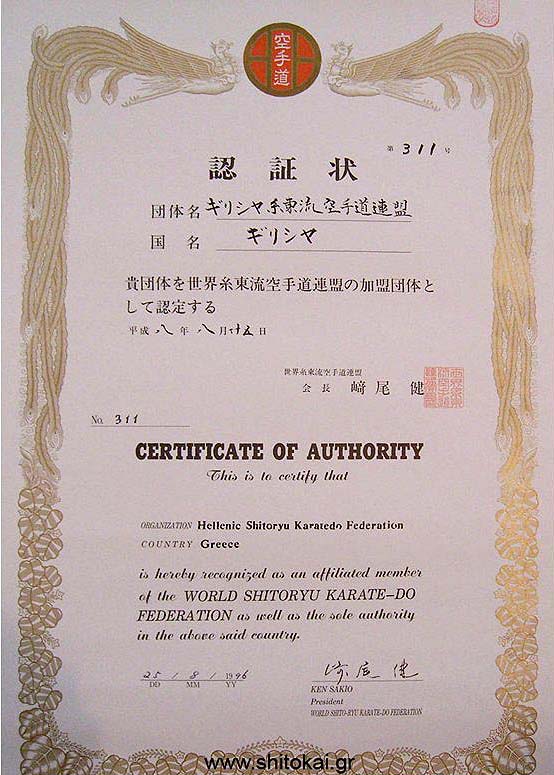 空手道
第 311 号
認証状
団体名 ギリシヤ糸東流空手道連盟
国名 ギリシヤ
貴団体を世界糸東流空手道連盟の加盟団体と
して認定する
平成 八 年 八 月 廿五 日
世界糸東流空手道連盟
会長 﨑尾 健
No. 311
CERTIFICATE OF AUTHORITY
This is to certify that
ORGANIZATION Hellenic Shitoryu Karatedo Federation
COUNTRY Greece
is hereby recognized as an affiliated member
of the WORLD SHITORYU KARATE-DO
FEDERATION as well as the sole authority
in the above said country.
25 / 8 / 1996
DD MM YY
﨑尾 健
KEN SAKIO
President
WORLD SHITO-RYU KARATE-DO FEDERATION
www.shitokai.gr